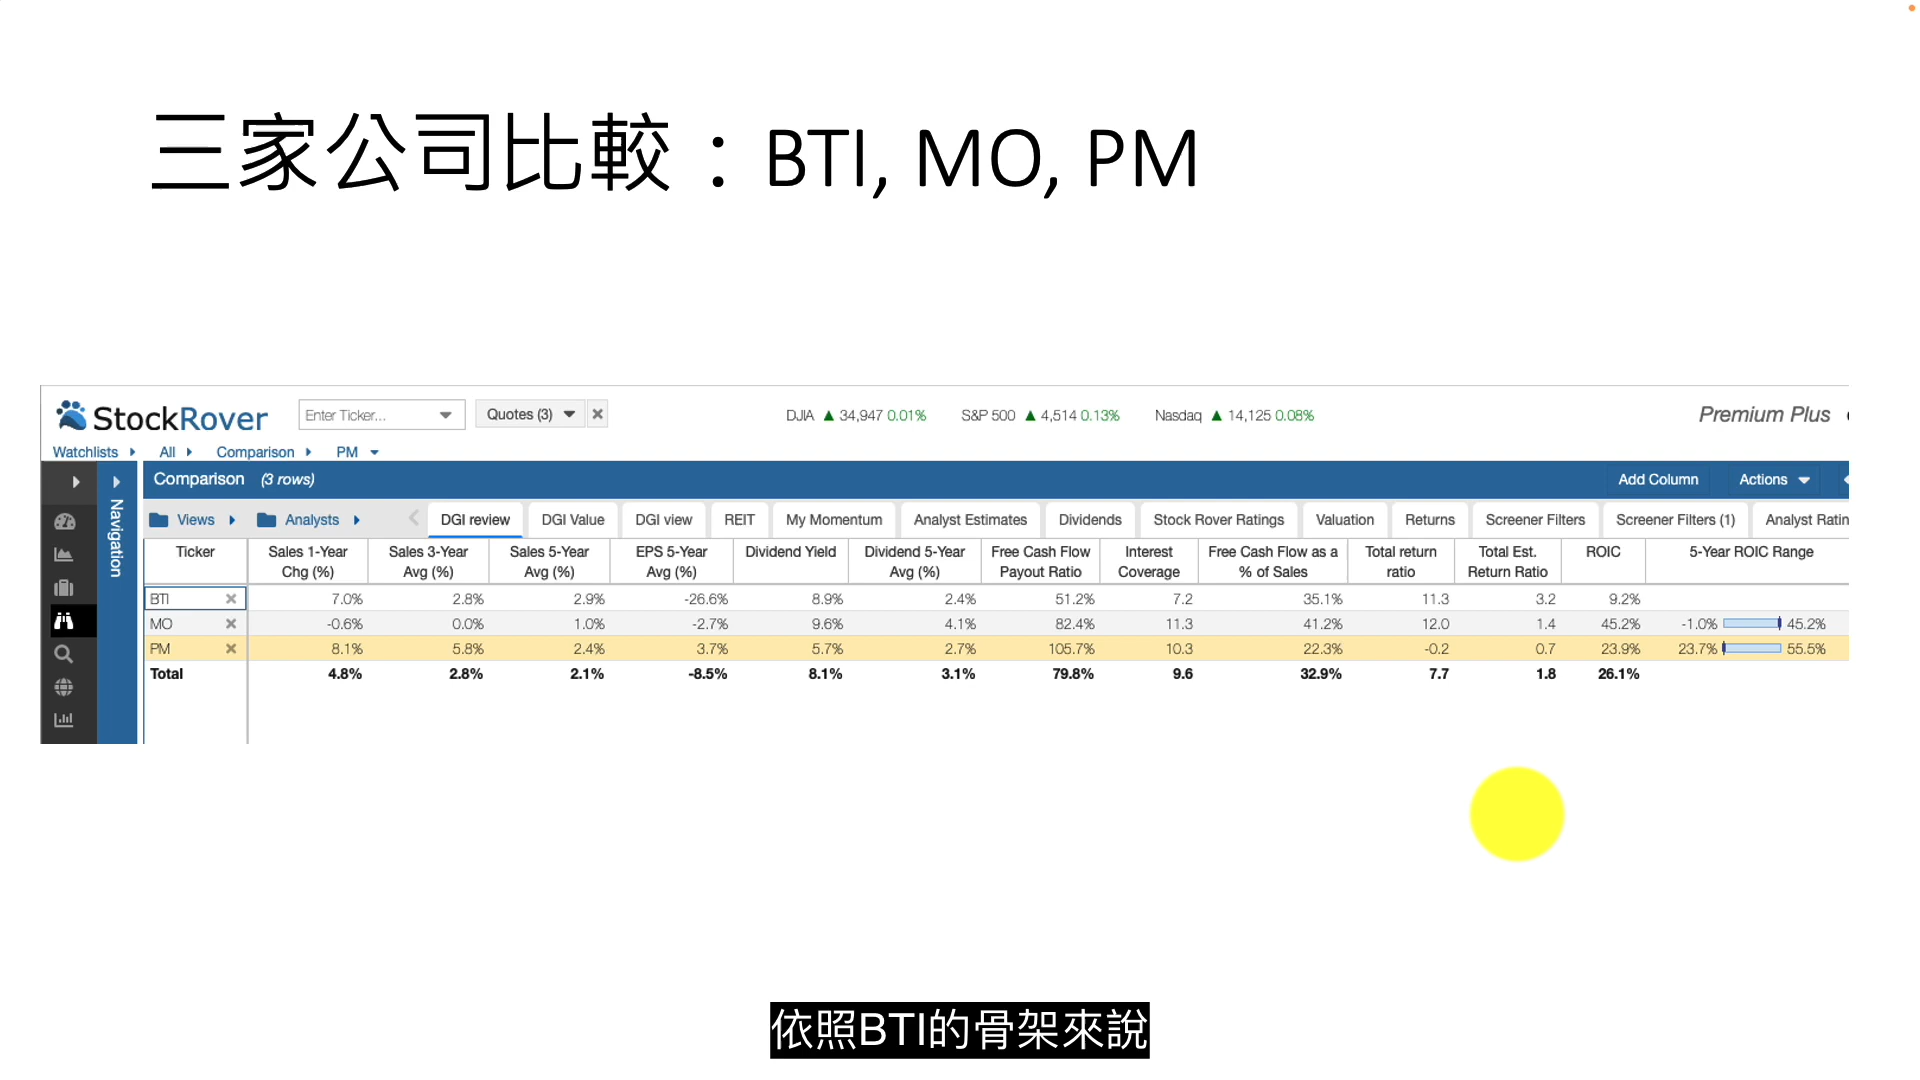 三家公司比較：BTI, MO, PM
StockRover Enter Ticker... Quotes (3) DJIA ▲ 34,947 0.01% S&P 500 ▲ 4,514 0.13% Nasdaq ▲ 14,125 0.08% Premium Plus
Watchlists All Comparison PM
Comparison (3 rows) Add Column Actions
Navigation
Views Analysts DGI review DGI Value DGI view REIT My Momentum Analyst Estimates Dividends Stock Rover Ratings Valuation Returns Screener Filters Screener Filters (1) Analyst Ratin
Ticker Sales 1-Year Chg (%) Sales 3-Year Avg (%) Sales 5-Year Avg (%) EPS 5-Year Avg (%) Dividend Yield Dividend 5-Year Avg (%) Free Cash Flow Payout Ratio Interest Coverage Free Cash Flow as a % of Sales Total return ratio Total Est. Return Ratio ROIC 5-Year ROIC Range
BTI 7.0% 2.8% 2.9% -26.6% 8.9% 2.4% 51.2% 7.2 35.1% 11.3 3.2 9.2%
MO -0.6% 0.0% 1.0% -2.7% 9.6% 4.1% 82.4% 11.3 41.2% 12.0 1.4 45.2% -1.0% 45.2%
PM 8.1% 5.8% 2.4% 3.7% 5.7% 2.7% 105.7% 10.3 22.3% -0.2 0.7 23.9% 23.7% 55.5%
Total 4.8% 2.8% 2.1% -8.5% 8.1% 3.1% 79.8% 9.6 32.9% 7.7 1.8 26.1%
依照BTI的骨架來說